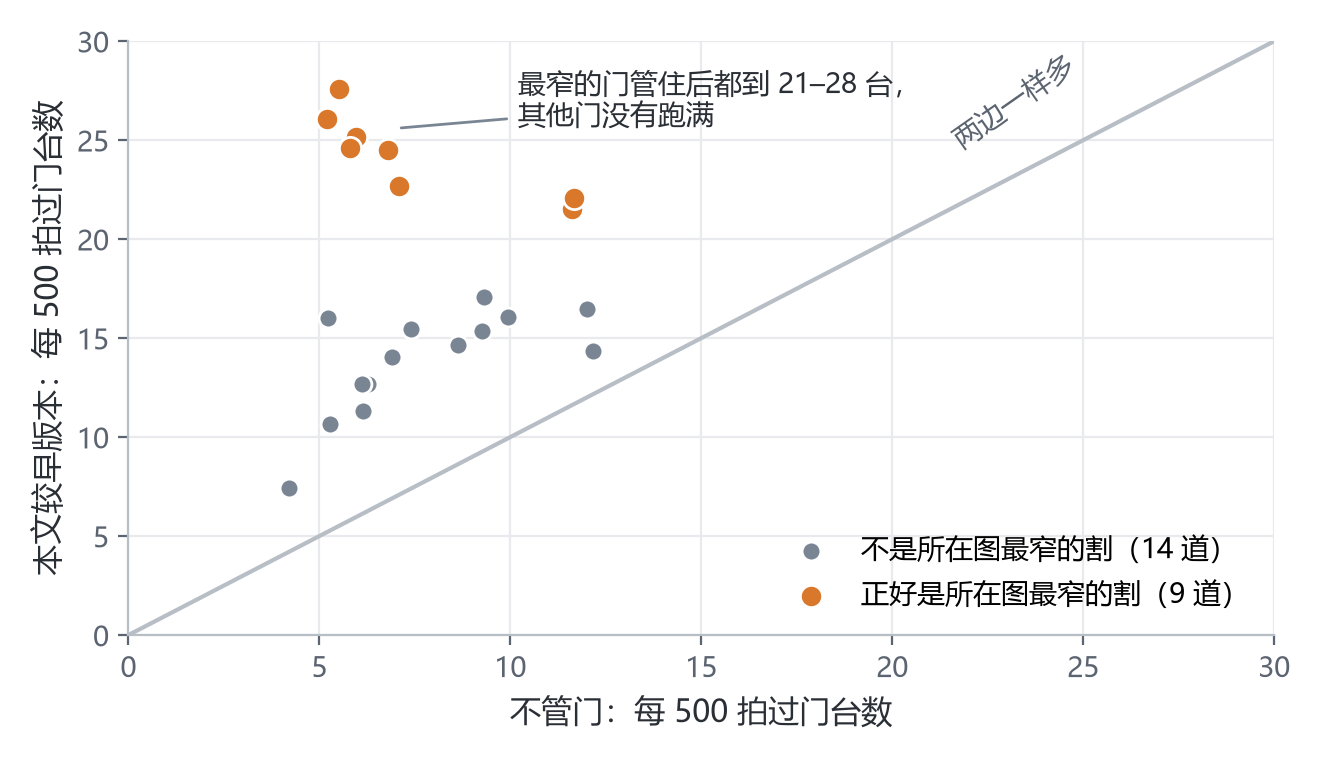 本文较早版本：每 500 拍过门台数
30
25
20
15
10
5
0
最窄的门管住后都到 21–28 台，
其他门没有跑满
两边一样多
不是所在图最窄的割（14 道）
正好是所在图最窄的割（9 道）
0
5
10
15
20
25
30
不管门：每 500 拍过门台数